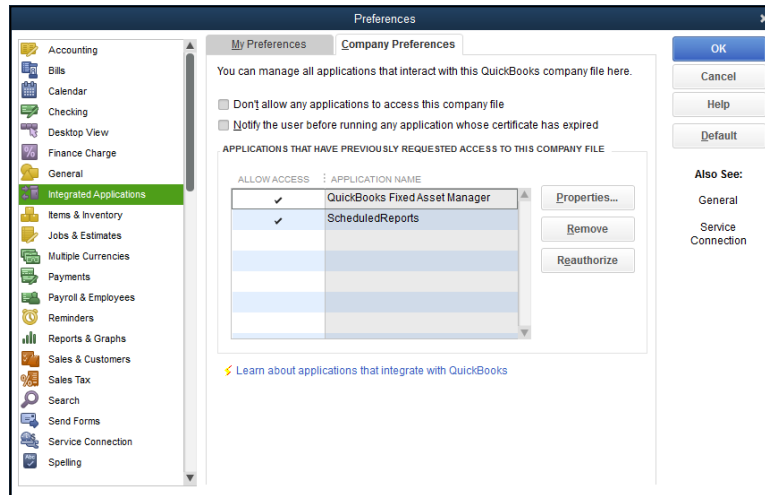 Preferences
Accounting
Bills
Calendar
Checking
Desktop View
Finance Charge
General
Integrated Applications
Items & Inventory
Jobs & Estimates
Multiple Currencies
Payments
Payroll & Employees
Reminders
Reports & Graphs
Sales & Customers
Sales Tax
Search
Send Forms
Service Connection
Spelling
My Preferences
Company Preferences
You can manage all applications that interact with this QuickBooks company file here.
Don't allow any applications to access this company file
Notify the user before running any application whose certificate has expired
APPLICATIONS THAT HAVE PREVIOUSLY REQUESTED ACCESS TO THIS COMPANY FILE
ALLOW ACCESS APPLICATION NAME
✔ QuickBooks Fixed Asset Manager
✔ ScheduledReports
Properties...
Remove
Reauthorize
Learn about applications that integrate with QuickBooks
OK
Cancel
Help
Default
Also See:
General
Service
Connection